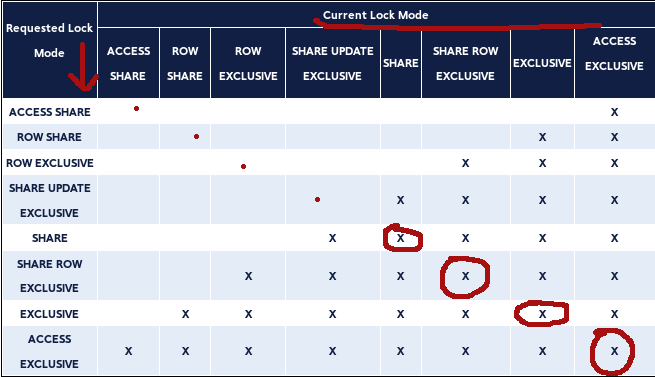 Current Lock Mode
Requested Lock
Mode
ACCESS
SHARE
ROW
SHARE
ROW
EXCLUSIVE
SHARE UPDATE
EXCLUSIVE
SHARE
SHARE ROW
EXCLUSIVE
EXCLUSIVE
ACCESS
EXCLUSIVE
ACCESS SHARE X
ROW SHARE X X
ROW EXCLUSIVE X X X
SHARE UPDATE
EXCLUSIVE
X X X X
SHARE X X X X X
SHARE ROW
EXCLUSIVE
X X X X X X
EXCLUSIVE X X X X X X X
ACCESS
EXCLUSIVE
X X X X X X X X